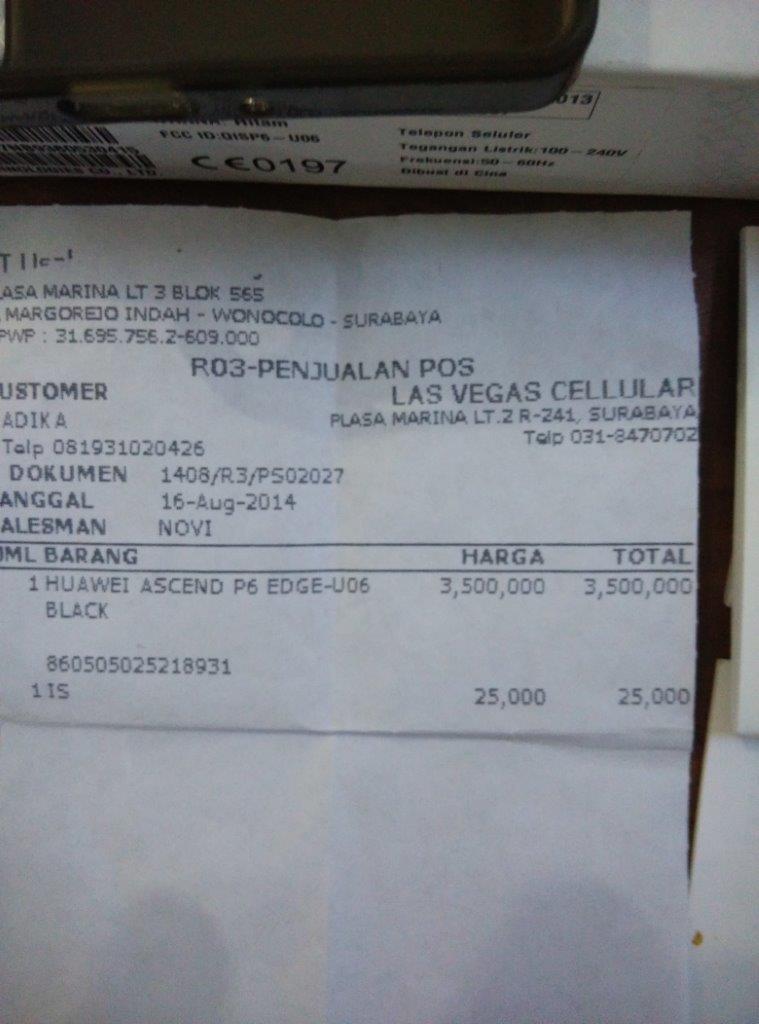 FCC ID:QISP6-U06
CE0197
013
Telepon Seluler
Tegangan Listrik:100-240V
Frekuensi:50-60Hz
Dibuat di Cina
CO., LTD
ASA MARINA LT 3 BLOK 565
MARGOREJO INDAH - WONOCOLO - SURABAYA
PWP : 31.695.756.2-609.000
R03-PENJUALAN POS
USTOMER
LAS VEGAS CELLULAR
ADIKA
PLASA MARINA LT.2 R-241, SURABAYA
Telp 081931020426
Telp 031-8470702
DOKUMEN 1408/R3/PS02027
ANGGAL 16-Aug-2014
ALESMAN NOVI
JML BARANG HARGA TOTAL
1 HUAWEI ASCEND P6 EDGE-U06 3,500,000 3,500,000
BLACK
860505025218931
1 IS 25,000 25,000